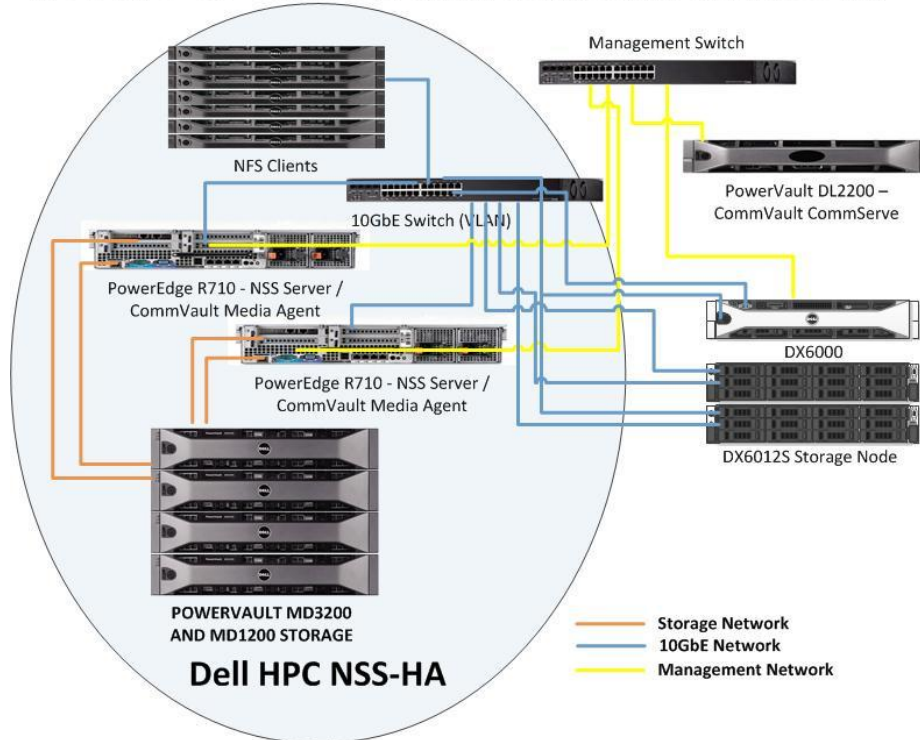 Management Switch
NFS Clients
PowerVault DL2200 –
CommVault CommServe
10GbE Switch (VLAN)
PowerEdge R710 - NSS Server /
CommVault Media Agent
DX6000
PowerEdge R710 - NSS Server /
CommVault Media Agent
DX6012S Storage Node
POWERVAULT MD3200
AND MD1200 STORAGE
Dell HPC NSS-HA
Storage Network
10GbE Network
Management Network